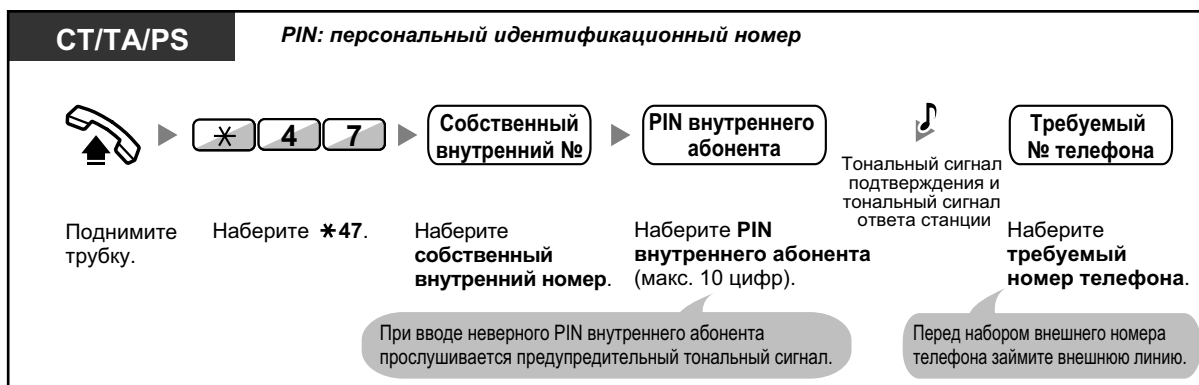 CT/TA/PS
PIN: персональный идентификационный номер
✱ 4 7
Собственный
внутренний №
PIN внутреннего
абонента
Тональный сигнал
подтверждения и
тональный сигнал
ответа станции
Требуемый
№ телефона
Поднимите
трубку.
Наберите ✱47.
Наберите
собственный
внутренний номер.
Наберите PIN
внутреннего абонента
(макс. 10 цифр).
Наберите
требуемый
номер телефона.
При вводе неверного PIN внутреннего абонента
прослушивается предупредительный тональный сигнал.
Перед набором внешнего номера
телефона займите внешнюю линию.